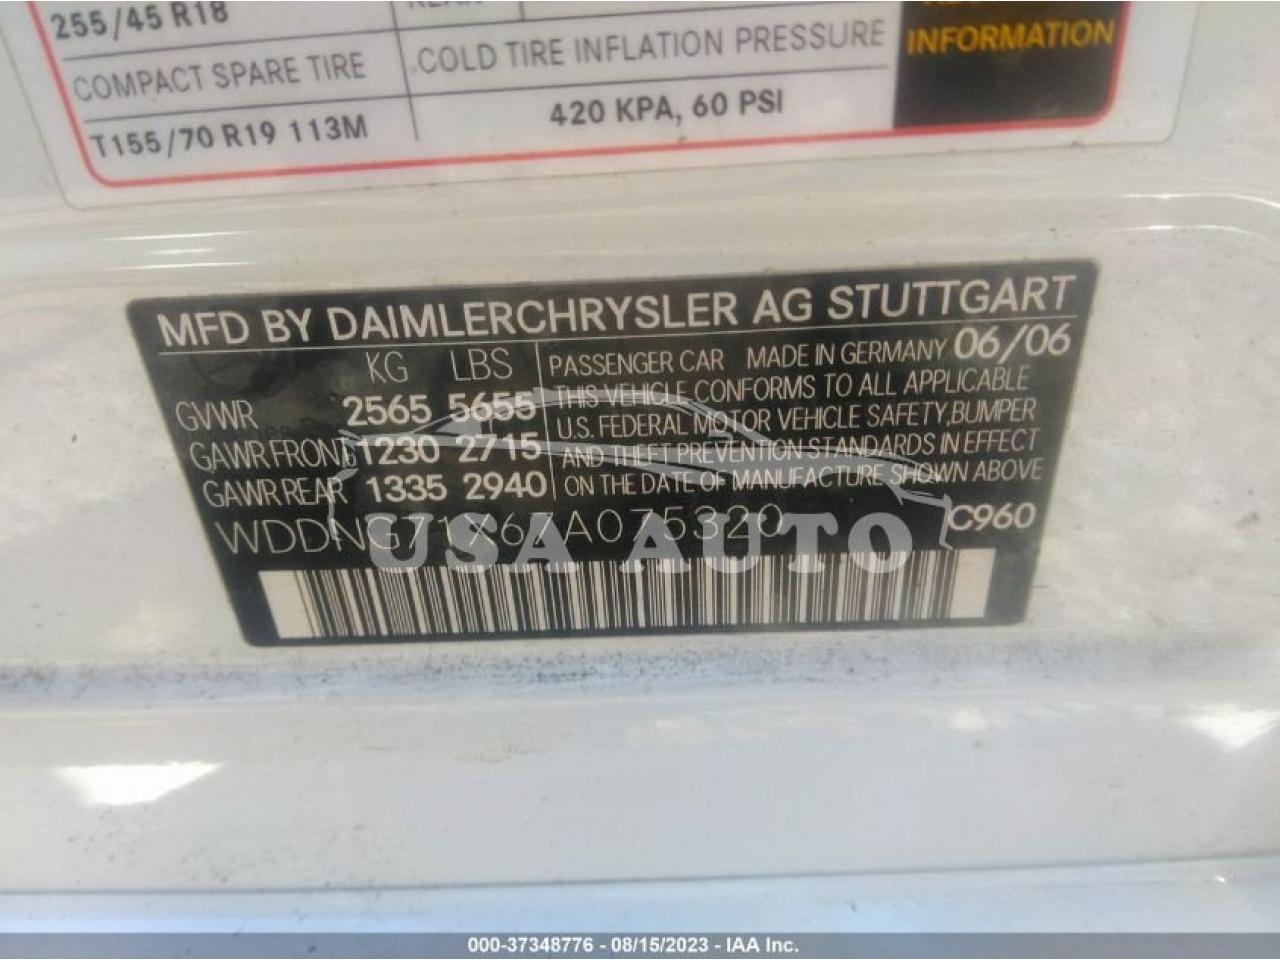 255/45 R18
COMPACT SPARE TIRE
COLD TIRE INFLATION PRESSURE
INFORMATION
T155/70 R19 113M
420 KPA, 60 PSI
MFD BY DAIMLERCHRYSLER AG STUTTGART
KG LBS
PASSENGER CAR MADE IN GERMANY 06/06
GVWR 2565 5655
THIS VEHICLE CONFORMS TO ALL APPLICABLE
U.S. FEDERAL MOTOR VEHICLE SAFETY, BUMPER
GAWR FRONT 1230 2715
AND THEFT PREVENTION STANDARDS IN EFFECT
GAWR REAR 1335 2940
ON THE DATE OF MANUFACTURE SHOWN ABOVE
WDDNG71X67A075320
C960
USA AUTO
000-37348776 - 08/15/2023 - IAA Inc.